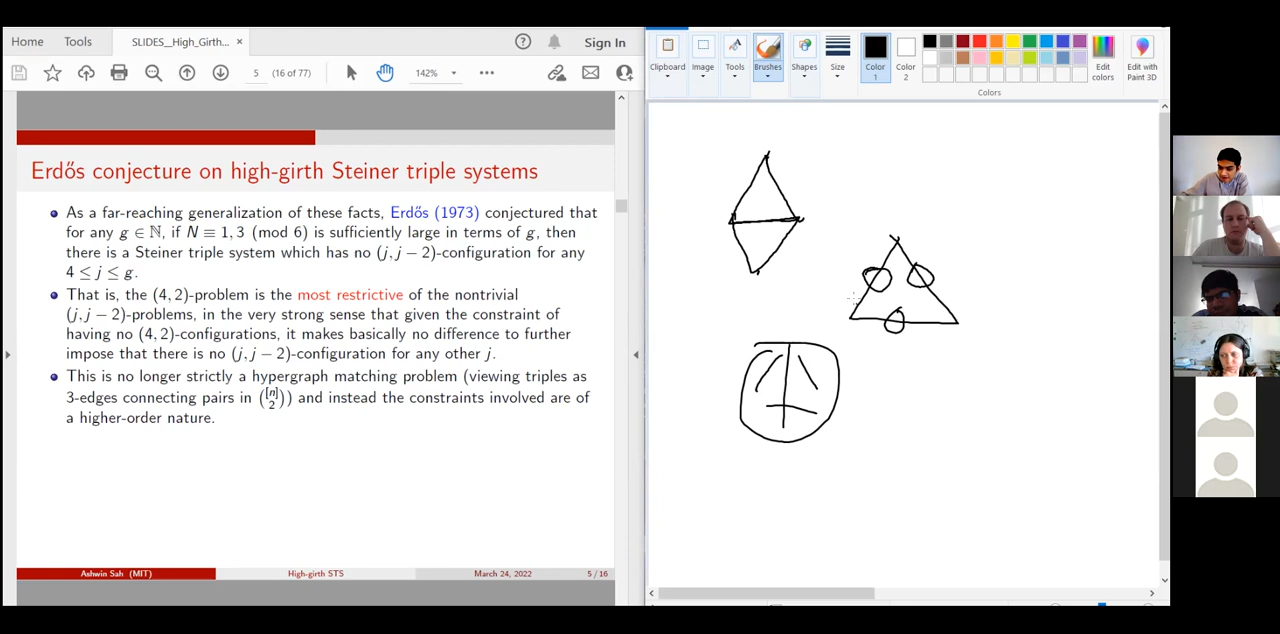 Home
Tools
SLIDES__High_Girth... ×
Sign In
5 (16 of 77)
142%
Erdős conjecture on high-girth Steiner triple systems
As a far-reaching generalization of these facts, Erdős (1973) conjectured that
for any g ∈ ℕ, if N ≡ 1, 3 (mod 6) is sufficiently large in terms of g, then
there is a Steiner triple system which has no (j, j − 2)-configuration for any
4 ≤ j ≤ g.
That is, the (4, 2)-problem is the most restrictive of the nontrivial
(j, j − 2)-problems, in the very strong sense that given the constraint of
having no (4, 2)-configurations, it makes basically no difference to further
impose that there is no (j, j − 2)-configuration for any other j.
This is no longer strictly a hypergraph matching problem (viewing triples as
3-edges connecting pairs in ([n] 2)) and instead the constraints involved are of
a higher-order nature.
Ashwin Sah (MIT)
High-girth STS
March 24, 2022
5 / 16
Clipboard
Image
Tools
Brushes
Shapes
Size
Color 1
Color 2
Edit colors
Edit with Paint 3D
Colors